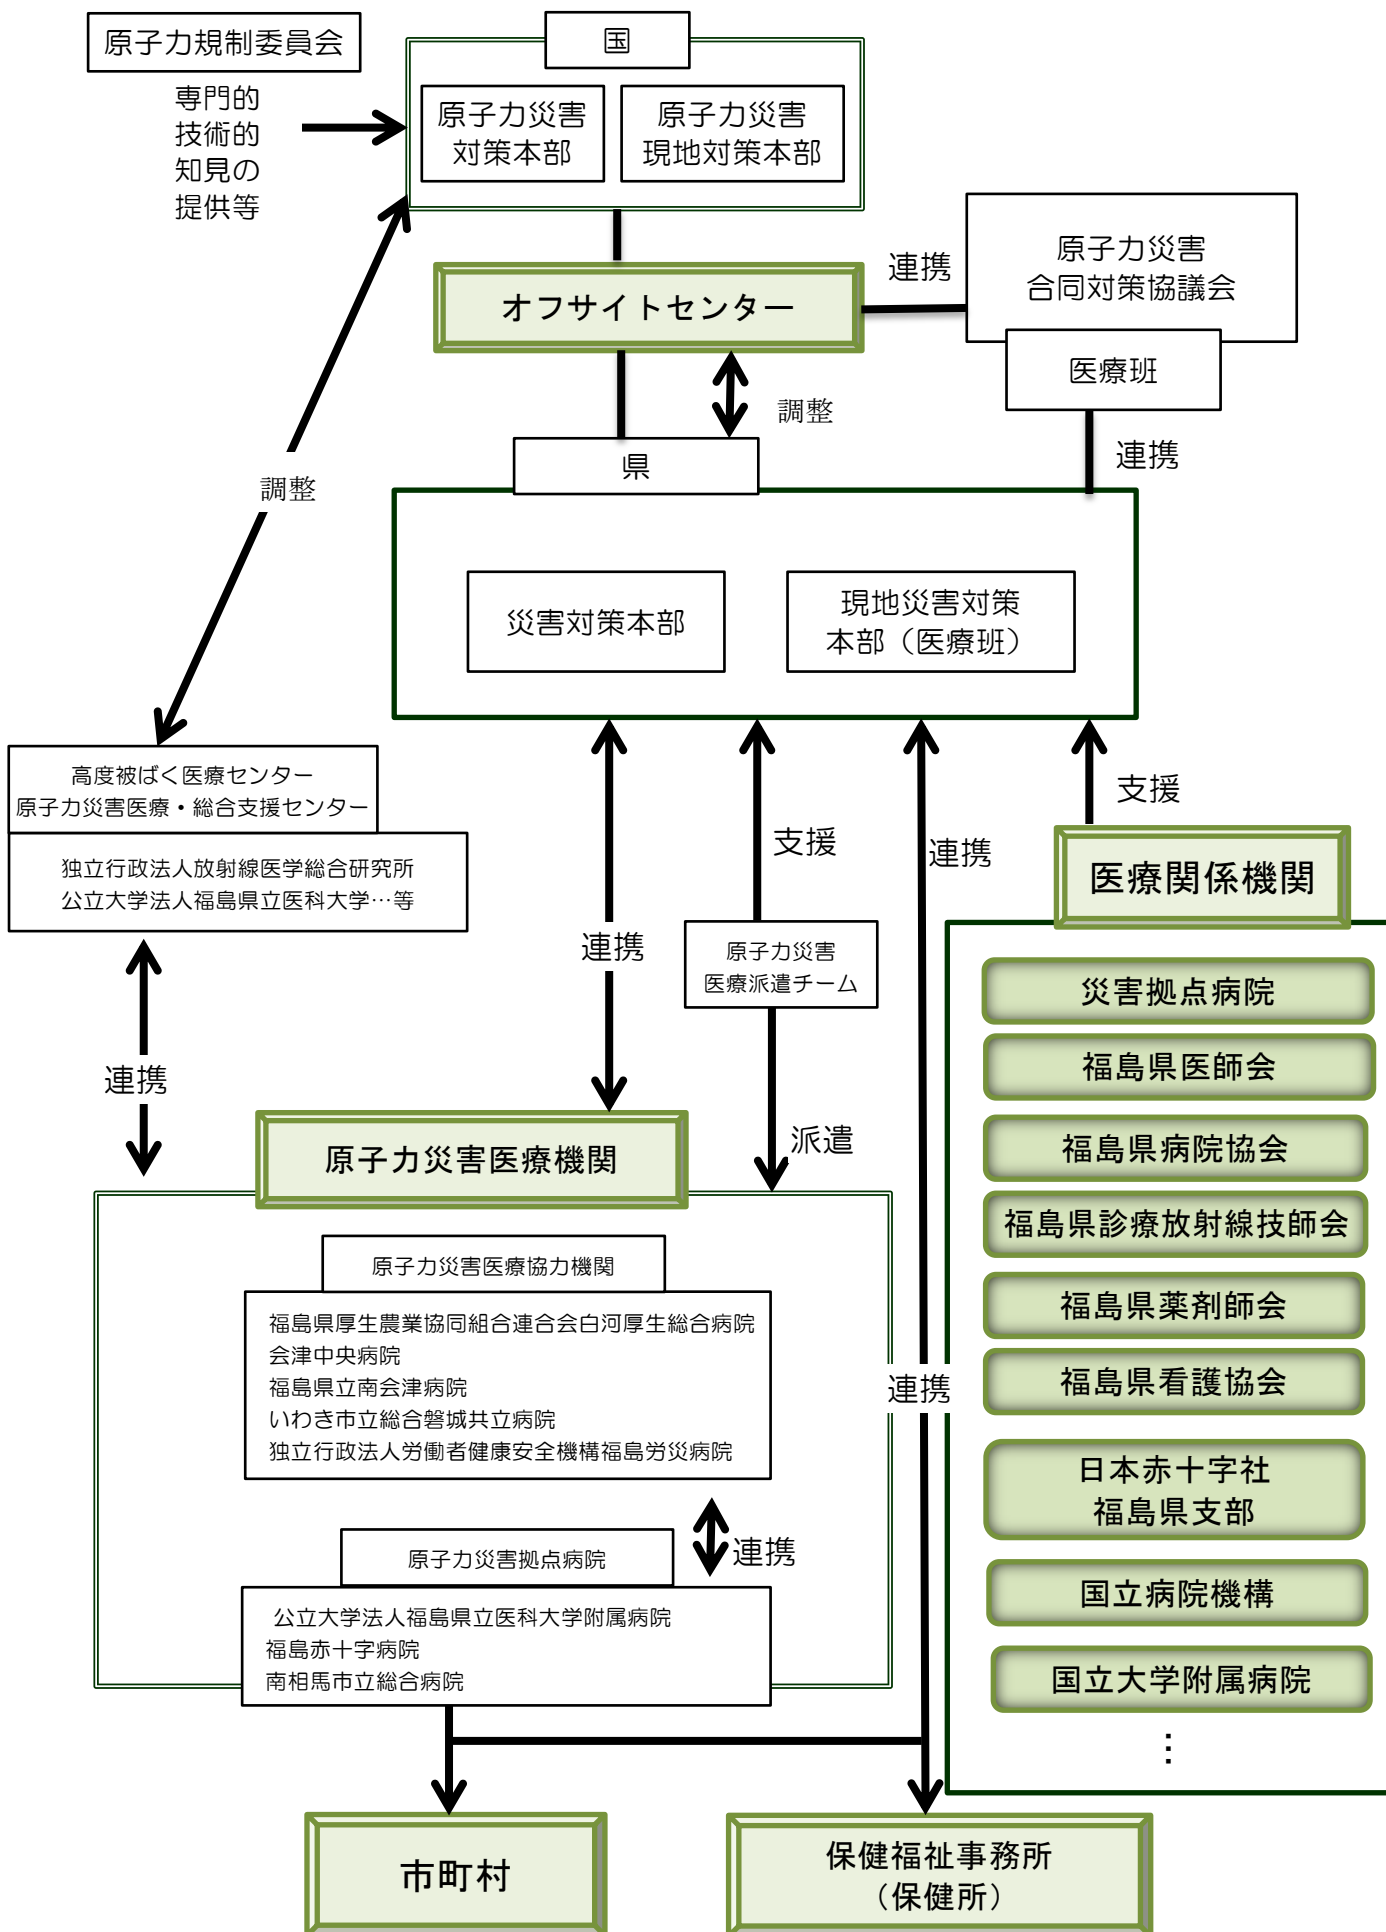 原子力規制委員会
専門的
技術的
知見の
提供等
国
原子力災害
対策本部
原子力災害
現地対策本部
オフサイトセンター
連携
原子力災害
合同対策協議会
医療班
調整
連携
県
調整
災害対策本部
現地災害対策
本部（医療班）
高度被ばく医療センター
原子力災害医療・総合支援センター
独立行政法人放射線医学総合研究所
公立大学法人福島県立医科大学…等
連携
連携
支援
連携
支援
原子力災害
医療派遣チーム
派遣
医療関係機関
災害拠点病院
福島県医師会
福島県病院協会
福島県診療放射線技師会
福島県薬剤師会
福島県看護協会
日本赤十字社
福島県支部
国立病院機構
国立大学附属病院
…
原子力災害医療機関
原子力災害医療協力機関
福島県厚生農業協同組合連合会白河厚生総合病院
会津中央病院
福島県立南会津病院
いわき市立総合磐城共立病院
独立行政法人労働者健康安全機構福島労災病院
連携
連携
原子力災害拠点病院
公立大学法人福島県立医科大学附属病院
福島赤十字病院
南相馬市立総合病院
市町村
保健福祉事務所
（保健所）